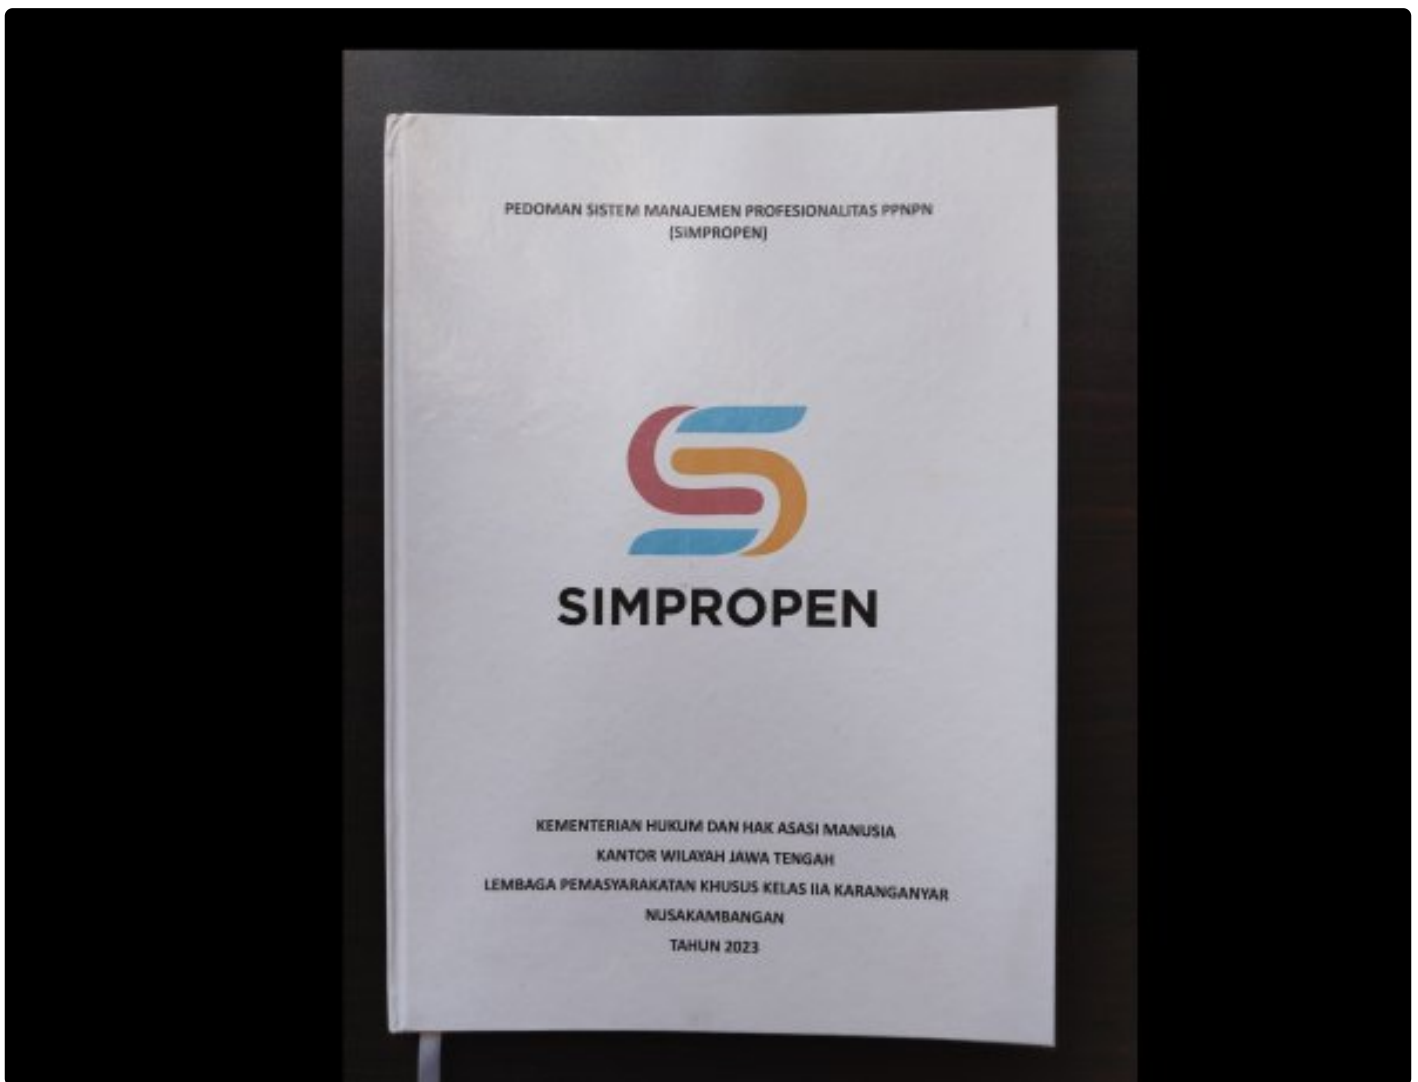 PEDOMAN SISTEM MANAJEMEN PROFESIONALITAS PPNPN
(SIMPROPEN)
SIMPROPEN
KEMENTERIAN HUKUM DAN HAK ASASI MANUSIA
KANTOR WILAYAH JAWA TENGAH
LEMBAGA PEMASYARAKATAN KHUSUS KELAS IIA KARANGANYAR
NUSAKAMBANGAN
TAHUN 2023